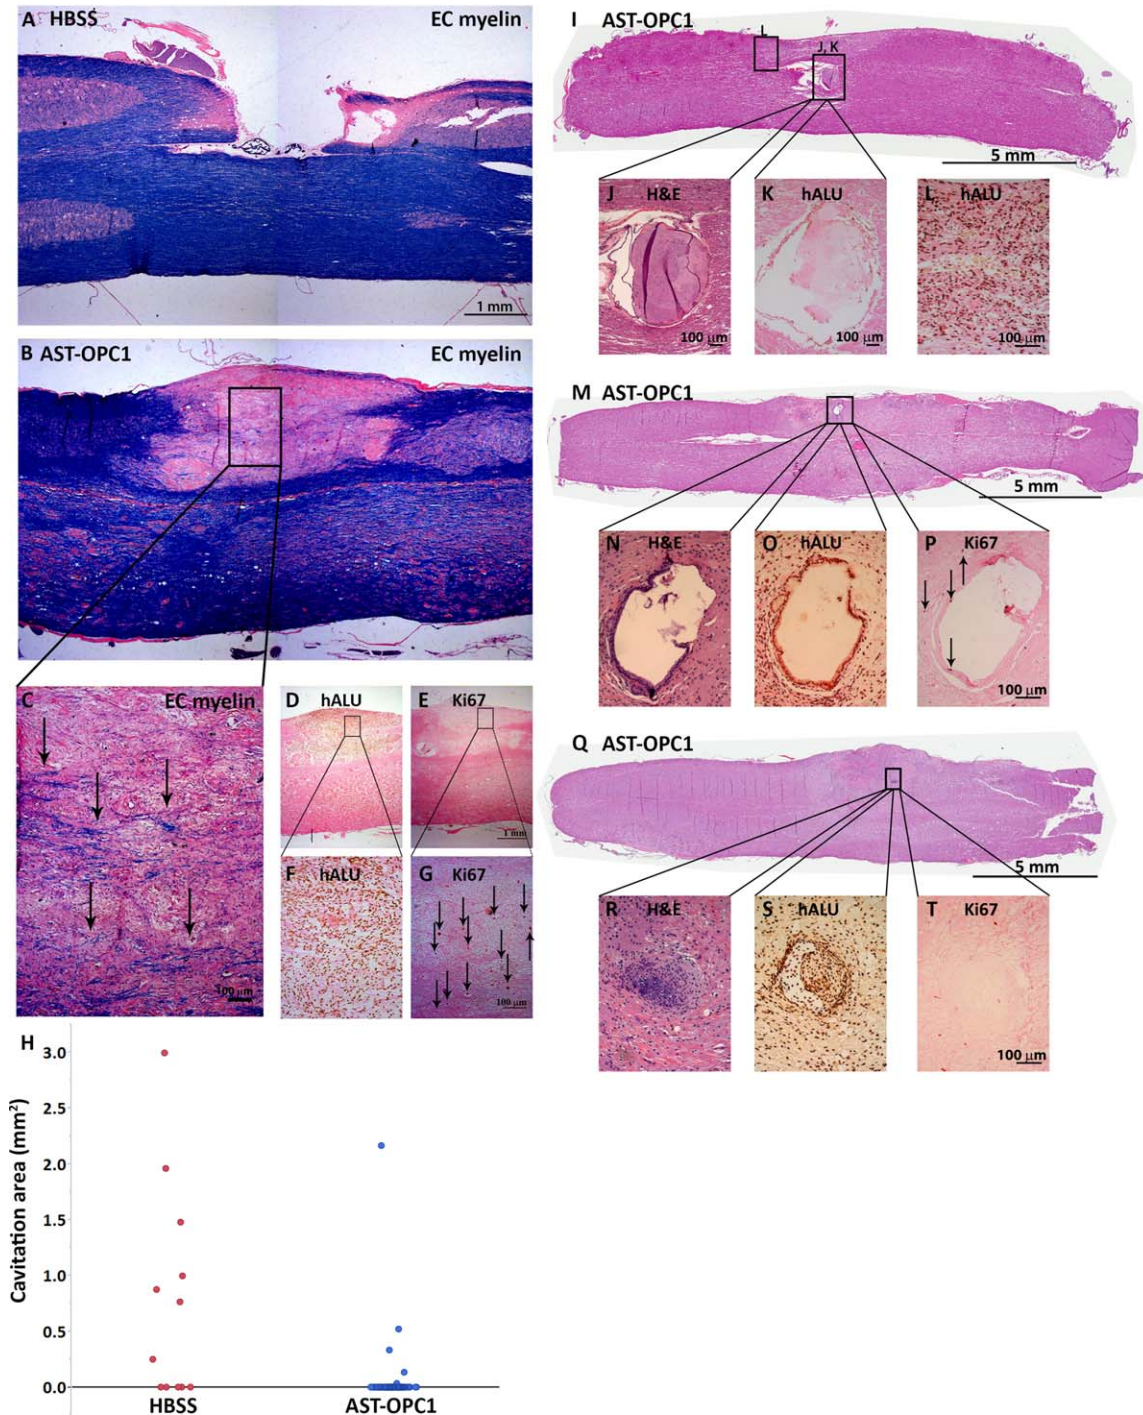 A HBSS EC myelin
1 mm
B AST-OPC1 EC myelin
C EC myelin
100 μm
D hALU
E Ki67
1 mm
F hALU
G Ki67
100 μm
H
Cavitation area (mm²)
3.0
2.5
2.0
1.5
1.0
0.5
0.0
HBSS AST-OPC1
I AST-OPC1
L
J, K
5 mm
J H&E
100 μm
K hALU
100 μm
L hALU
100 μm
M AST-OPC1
5 mm
N H&E
O hALU
P Ki67
100 μm
Q AST-OPC1
5 mm
R H&E
S hALU
T Ki67
100 μm